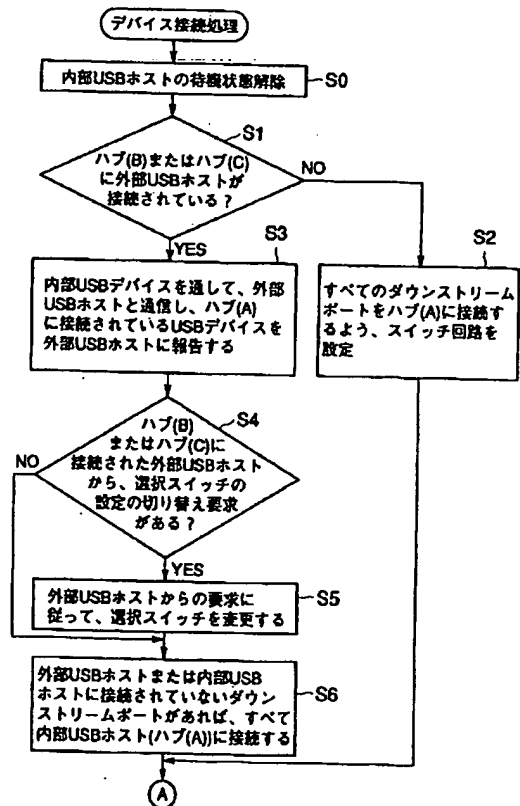 デバイス接続処理
内部USBホストの待機状態解除
S0
S1
ハブ(B)またはハブ(C)
に外部USBホストが
接続されている?
NO
YES
S3
内部USBデバイスを通して、外部
USBホストと通信し、ハブ(A)
に接続されているUSBデバイスを
外部USBホストに報告する
S2
すべてのダウンストリーム
ポートをハブ(A)に接続す
るよう、スイッチ回路を
設定
S4
ハブ(B)
またはハブ(C)に
接続された外部USBホスト
から、選択スイッチの
設定の切り替え要求
がある?
NO
YES
外部USBホストからの要求に
従って、選択スイッチを変更する
S5
外部USBホストまたは内部USB
ホストに接続されていないダウン
ストリームポートがあれば、すべて
内部USBホスト(ハブ(A))に接続する
S6
A